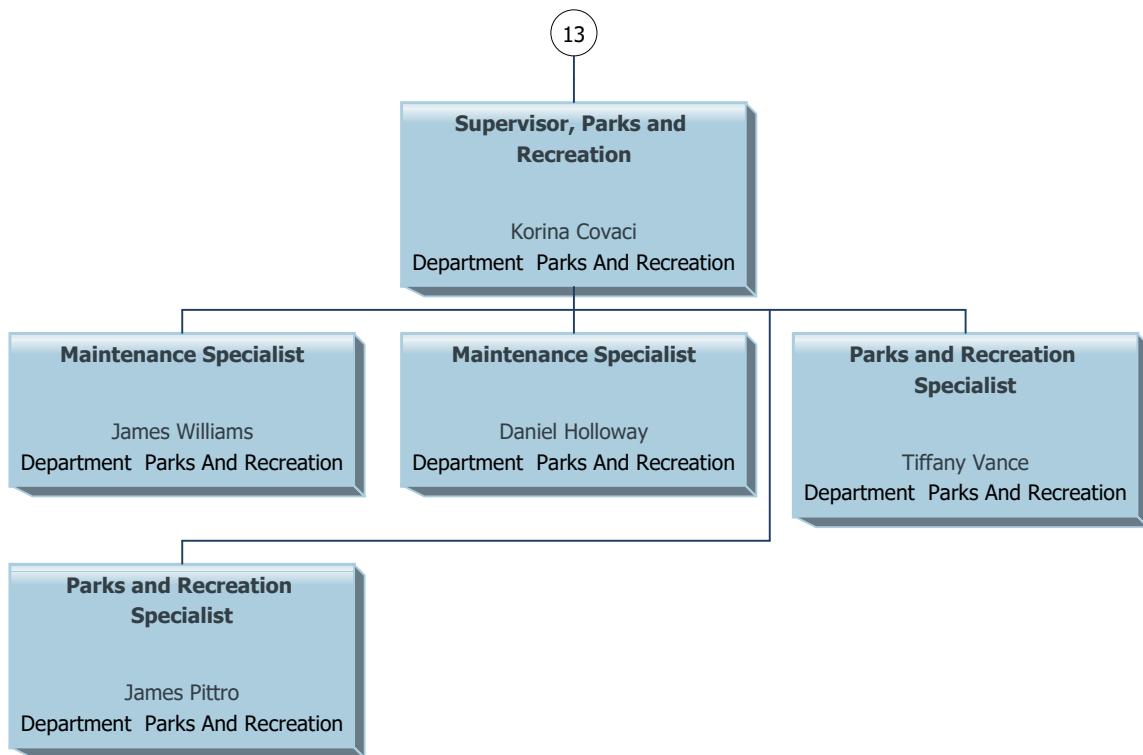 13
Supervisor, Parks and
Recreation
Korina Covaci
Department  Parks And Recreation
Maintenance Specialist
James Williams
Department  Parks And Recreation
Maintenance Specialist
Daniel Holloway
Department  Parks And Recreation
Parks and Recreation
Specialist
Tiffany Vance
Department  Parks And Recreation
Parks and Recreation
Specialist
James Pittro
Department  Parks And Recreation